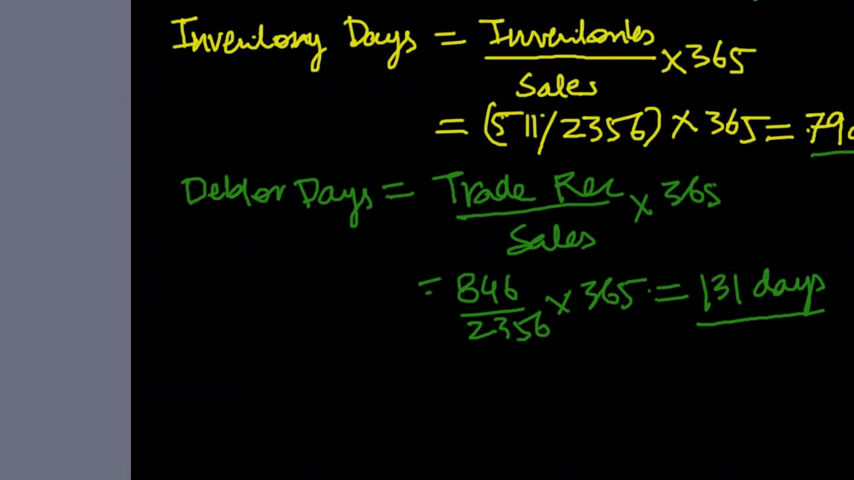 Inventory Days = Inventories / Sales × 365
= (511/2356) × 365 = 79
Debtor Days = Trade Rec / Sales × 365
= 846 / 2356 × 365 = 131 days